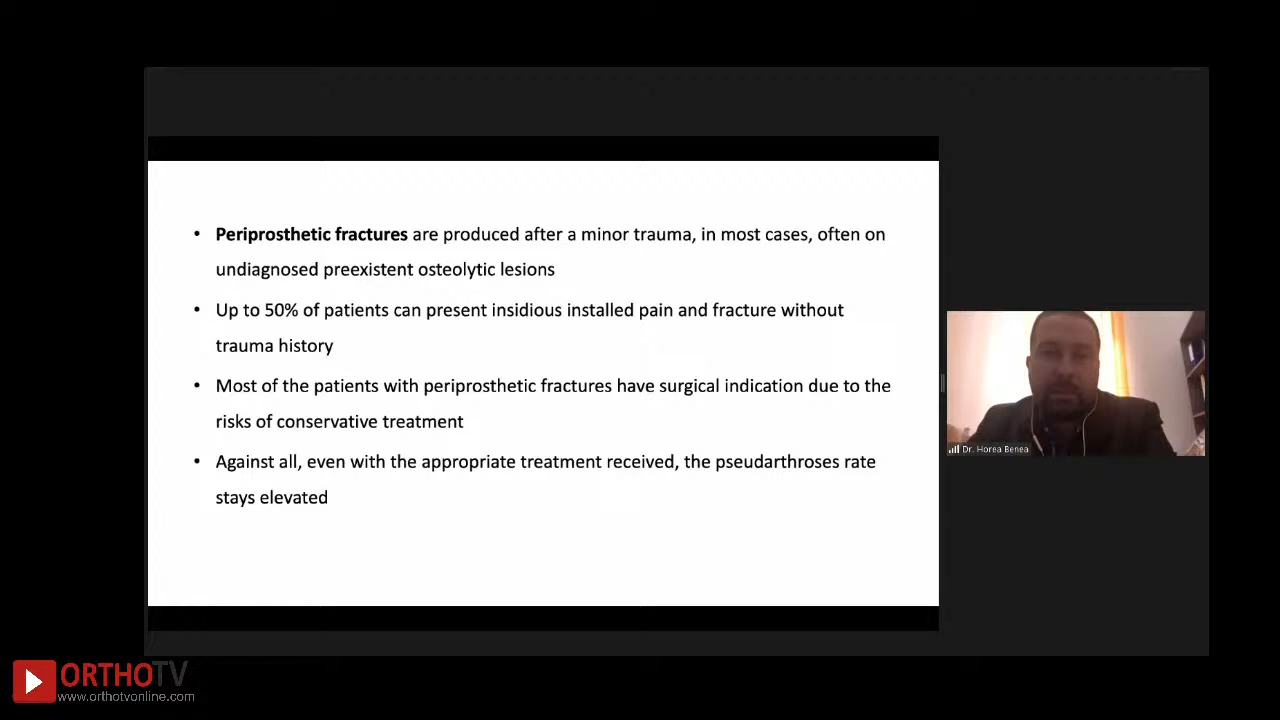 • Periprosthetic fractures are produced after a minor trauma, in most cases, often on
undiagnosed preexistent osteolytic lesions
• Up to 50% of patients can present insidious installed pain and fracture without
trauma history
• Most of the patients with periprosthetic fractures have surgical indication due to the
risks of conservative treatment
• Against all, even with the appropriate treatment received, the pseudarthroses rate
stays elevated
Dr. Horea Benea
ORTHOTV
www.orthotvonline.com